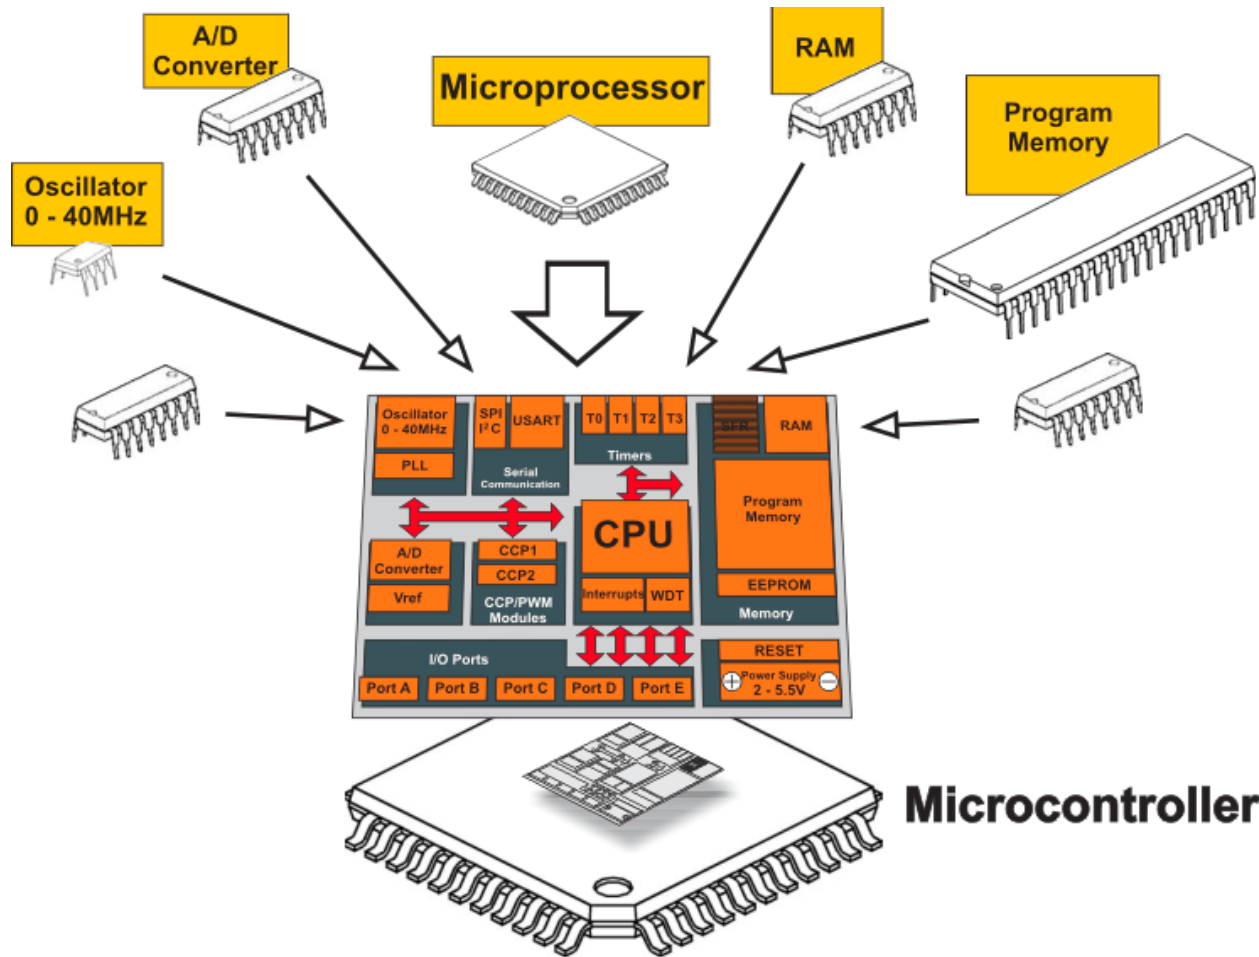 A/D
Converter
Microprocessor
RAM
Program
Memory
Oscillator
0 - 40MHz
Oscillator
0 - 40MHz
PLL
SPI
I²C
USART
Serial
Communication
T0 T1 T2 T3
Timers
SFR
RAM
Program
Memory
EEPROM
Memory
A/D
Converter
Vref
CCP1
CCP2
CCP/PWM
Modules
CPU
Interrupts WDT
I/O Ports
Port A Port B Port C Port D Port E
RESET
+ Power Supply −
2 - 5.5V
Microcontroller